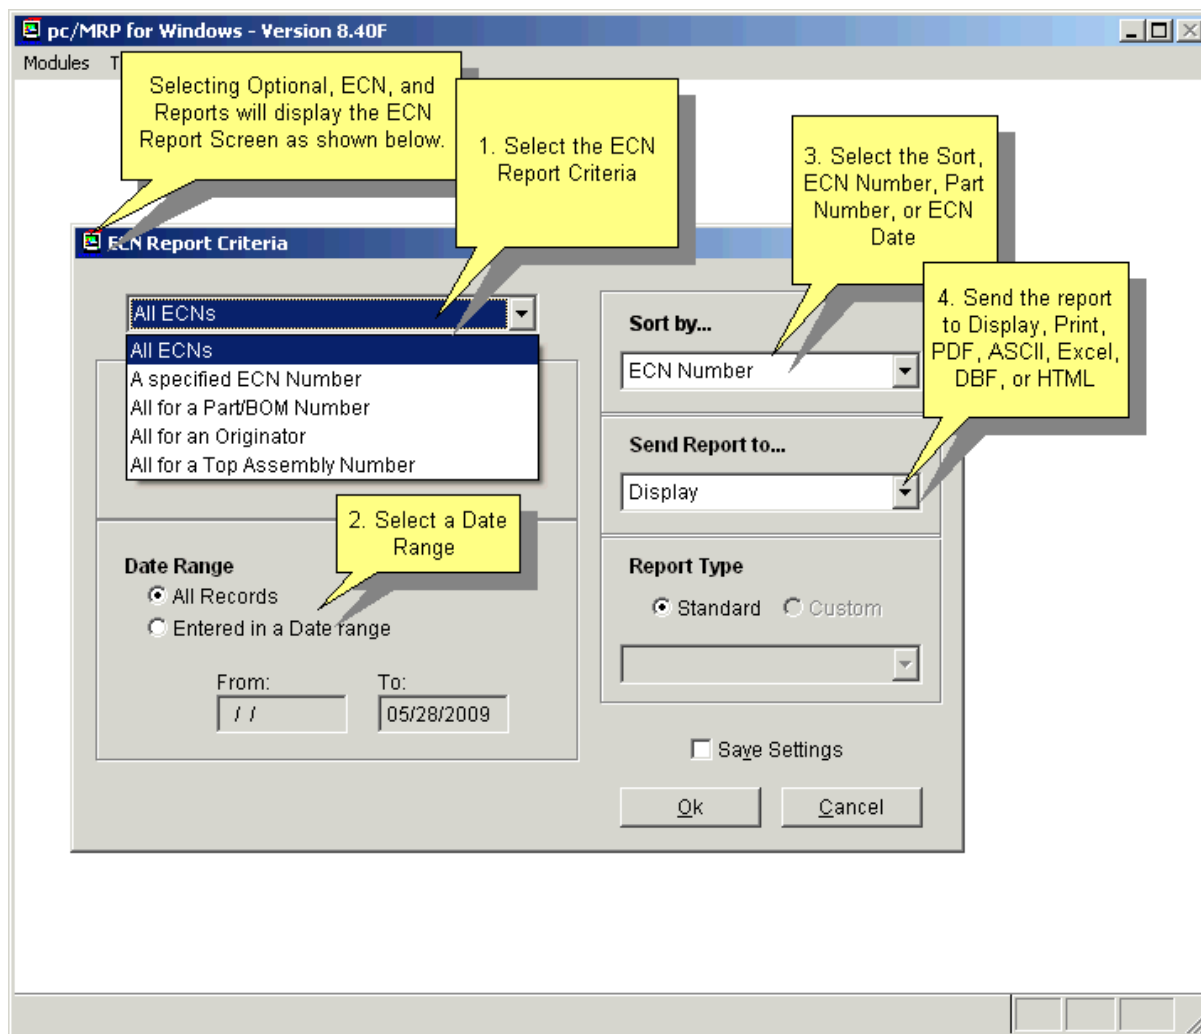 pc/MRP for Windows - Version 8.40F
Modules T
Selecting Optional, ECN, and
Reports will display the ECN
Report Screen as shown below.
1. Select the ECN
Report Criteria
3. Select the Sort,
ECN Number, Part
Number, or ECN
Date
4. Send the report
to Display, Print,
PDF, ASCII, Excel,
DBF, or HTML
ECN Report Criteria
All ECNs
All ECNs
A specified ECN Number
All for a Part/BOM Number
All for an Originator
All for a Top Assembly Number
2. Select a Date
Range
Date Range
All Records
Entered in a Date range
From:
To:
/ /
05/28/2009
Sort by...
ECN Number
Send Report to...
Display
Report Type
Standard
Custom
Save Settings
Ok
Cancel